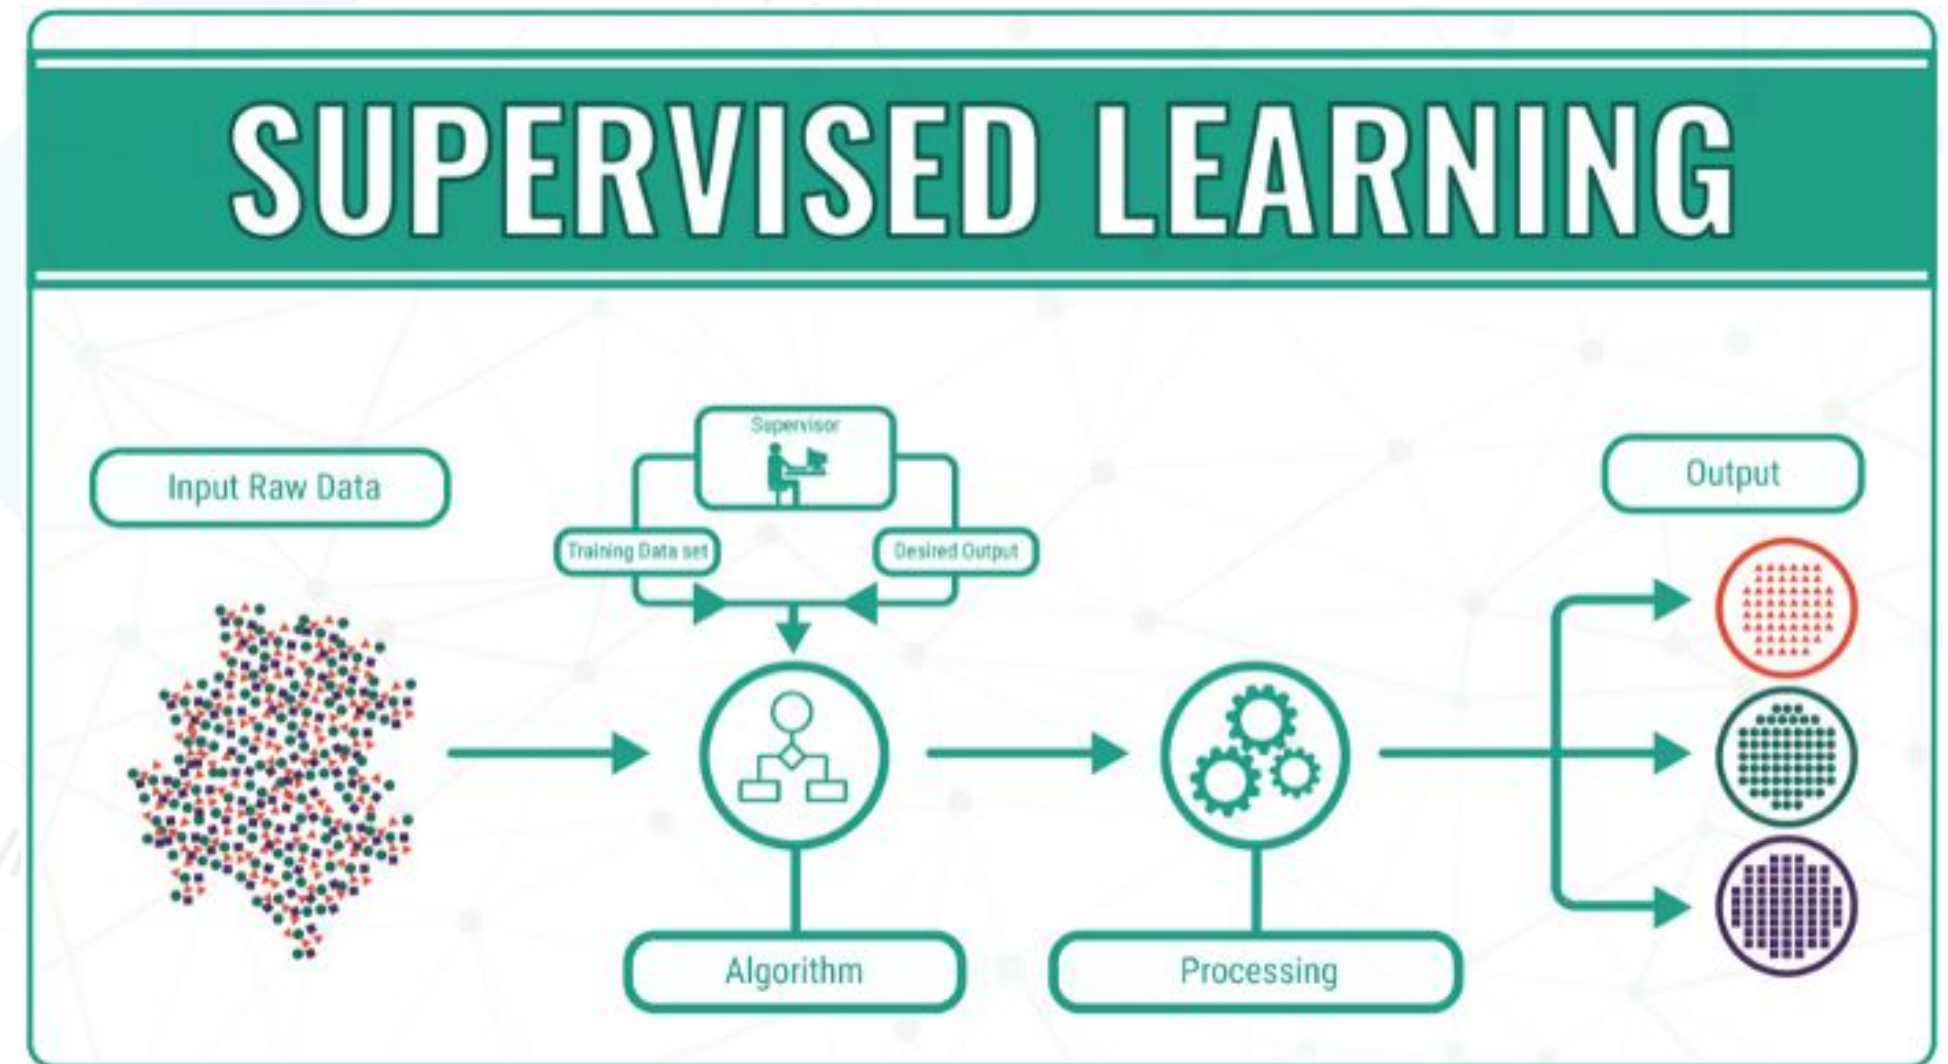 SUPERVISED LEARNING
Supervisor
Input Raw Data
Output
Training Data set
Desired Output
Algorithm
Processing